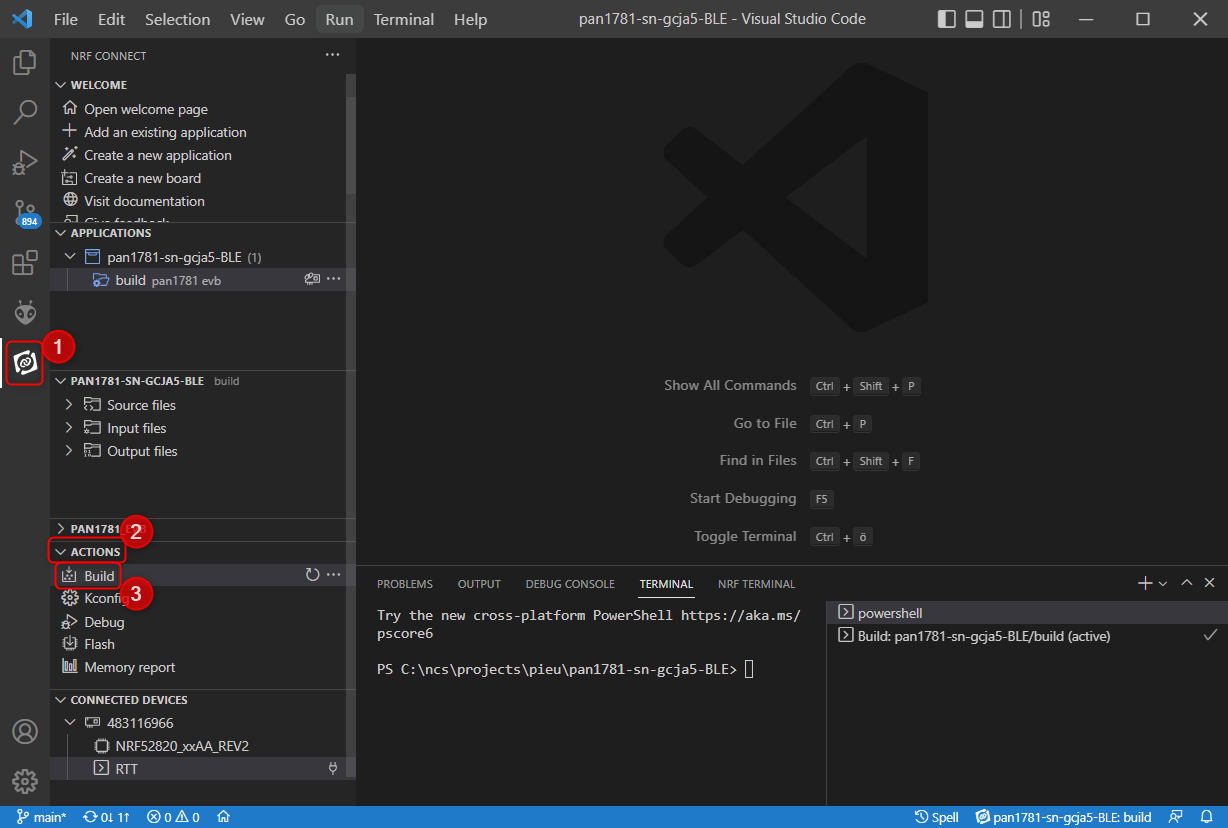 File Edit Selection View Go Run Terminal Help pan1781-sn-gcja5-BLE - Visual Studio Code
NRF CONNECT
WELCOME
Open welcome page
Add an existing application
Create a new application
Create a new board
Visit documentation
Give feedback
894
APPLICATIONS
pan1781-sn-gcja5-BLE (1)
build pan1781 evb
1
PAN1781-SN-GCJA5-BLE build
Source files
Input files
Output files
PAN1781
2
ACTIONS
Build
3
Kconfig
Debug
Flash
Memory report
CONNECTED DEVICES
483116966
NRF52820_xxAA_REV2
RTT
Show All Commands Ctrl + Shift + P
Go to File Ctrl + P
Find in Files Ctrl + Shift + F
Start Debugging F5
Toggle Terminal Ctrl + ö
PROBLEMS OUTPUT DEBUG CONSOLE TERMINAL NRF TERMINAL
Try the new cross-platform PowerShell https://aka.ms/
pscore6
PS C:\ncs\projects\pieu\pan1781-sn-gcja5-BLE>
powershell
Build: pan1781-sn-gcja5-BLE/build (active)
main* 0↓ 1↑ 0 0 Spell pan1781-sn-gcja5-BLE: build